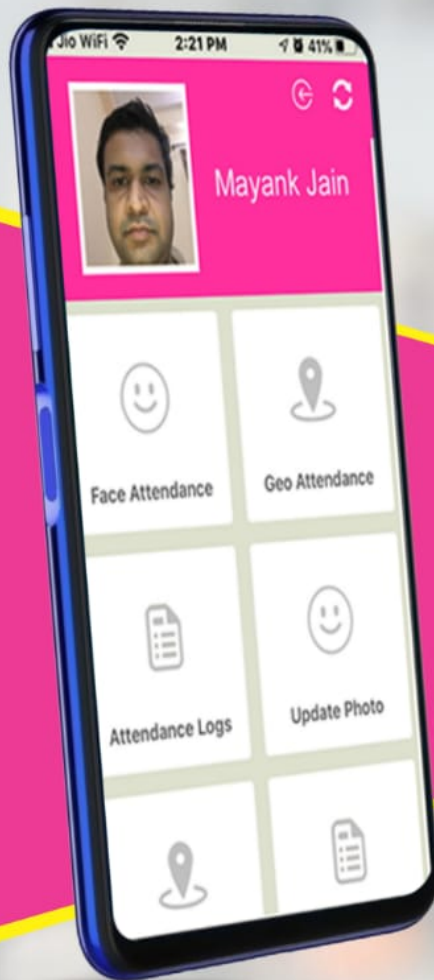 Jio WiFi 2:21 PM 41%
Mayank Jain
Face Attendance
Geo Attendance
Attendance Logs
Update Photo